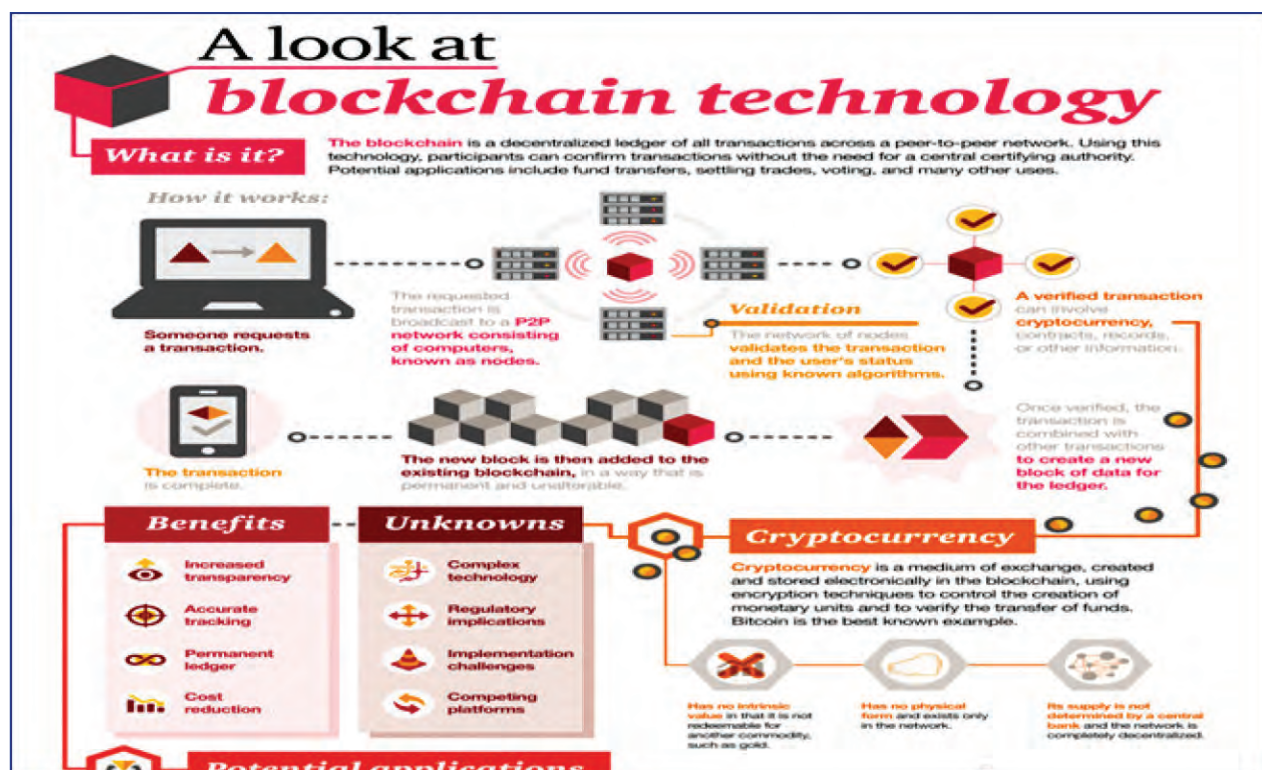 A look at
blockchain technology
What is it?
The blockchain is a decentralized ledger of all transactions across a peer-to-peer network. Using this
technology, participants can confirm transactions without the need for a central certifying authority.
Potential applications include fund transfers, settling trades, voting, and many other uses.
How it works:
Someone requests
a transaction.
The requested
transaction is
broadcast to a P2P
network consisting
of computers,
known as nodes.
Validation
The network of nodes
validates the transaction
and the user's status
using known algorithms.
A verified transaction
can involve
cryptocurrency,
contracts, records,
or other information.
Once verified, the
transaction is
combined with
other transactions
to create a new
block of data for
the ledger.
The new block is then added to the
existing blockchain, in a way that is
permanent and unalterable.
The transaction
is complete.
Benefits
Increased
transparency
Accurate
tracking
Permanent
ledger
Cost
reduction
Unknowns
Complex
technology
Regulatory
implications
Implementation
challenges
Competing
platforms
Cryptocurrency
Cryptocurrency is a medium of exchange, created
and stored electronically in the blockchain, using
encryption techniques to control the creation of
monetary units and to verify the transfer of funds.
Bitcoin is the best known example.
Has no intrinsic
value in that it is not
redeemable for
another commodity,
such as gold.
Has no physical
form and exists only
in the network.
Its supply is not
determined by a central
bank and the network is
completely decentralized.
Potential applications